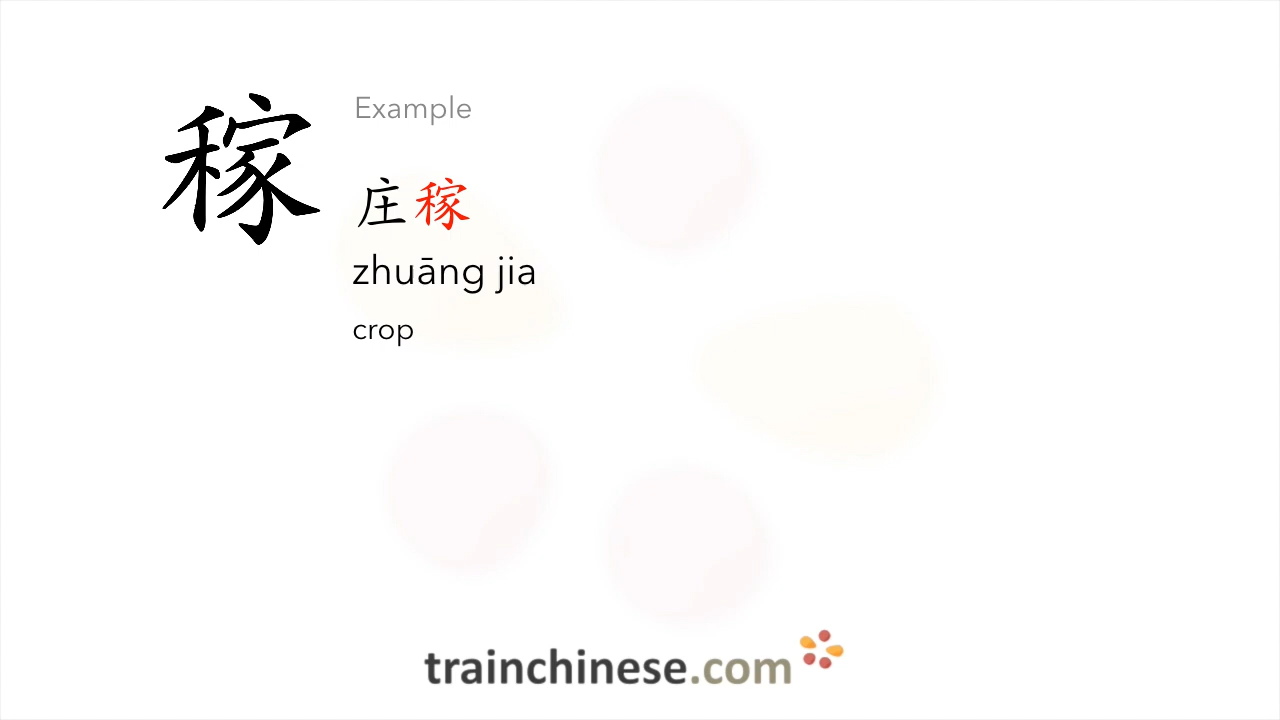 稼
Example
庄稼
zhuāng jia
crop
trainchinese.com